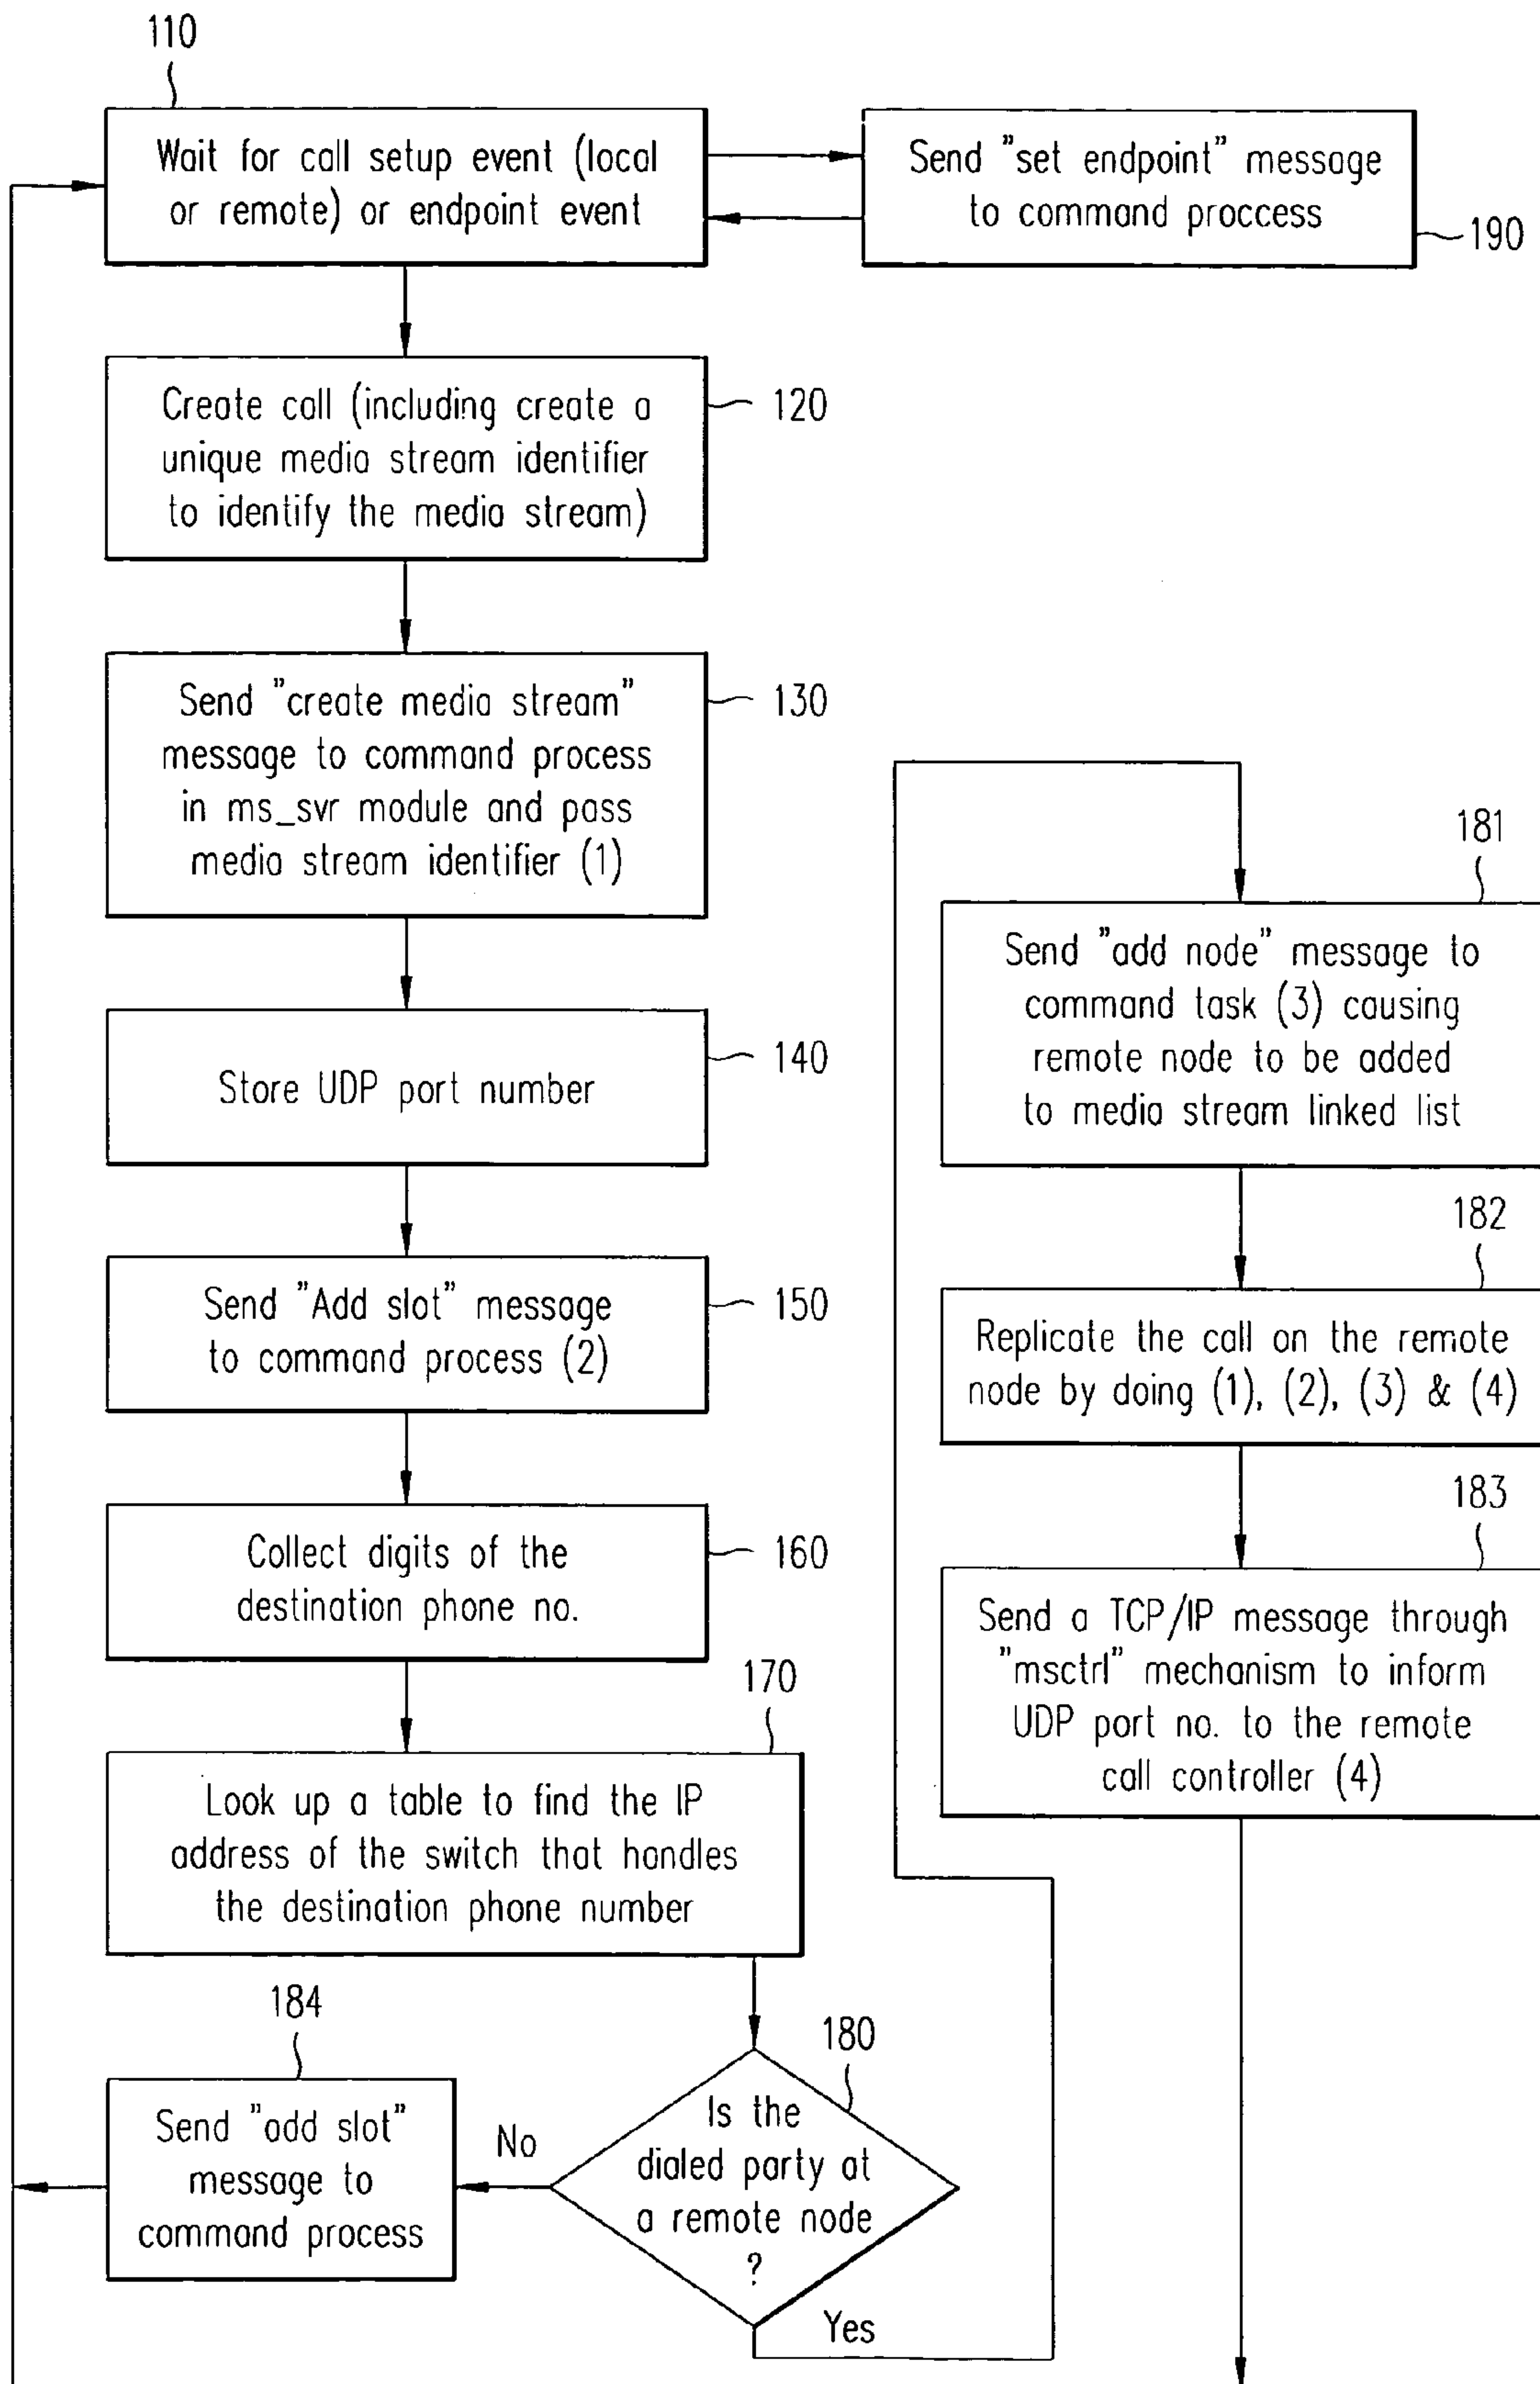 110
Wait for call setup event (local
or remote) or endpoint event
Send "set endpoint" message
to command proccess
190
Create call (including create a
unique media stream identifier
to identify the media stream)
120
Send "create media stream"
message to command process
in ms_svr module and pass
media stream identifier (1)
130
Store UDP port number
140
Send "Add slot" message
to command process (2)
150
Collect digits of the
destination phone no.
160
170
Look up a table to find the IP
address of the switch that handles
the destination phone number
180
Is the
dialed party at
a remote node
?
No
Yes
184
Send "add slot"
message to
command process
181
Send "add node" message to
command task (3) causing
remote node to be added
to media stream linked list
182
Replicate the call on the remote
node by doing (1), (2), (3) & (4)
183
Send a TCP/IP message through
"msctrl" mechanism to inform
UDP port no. to the remote
call controller (4)